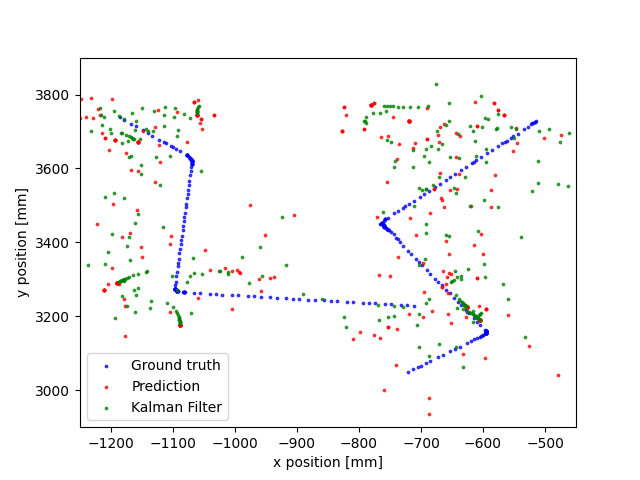 3800
3600
3400
3200
3000
y position [mm]
Ground truth
Prediction
Kalman Filter
−1200 −1100 −1000 −900 −800 −700 −600 −500
x position [mm]